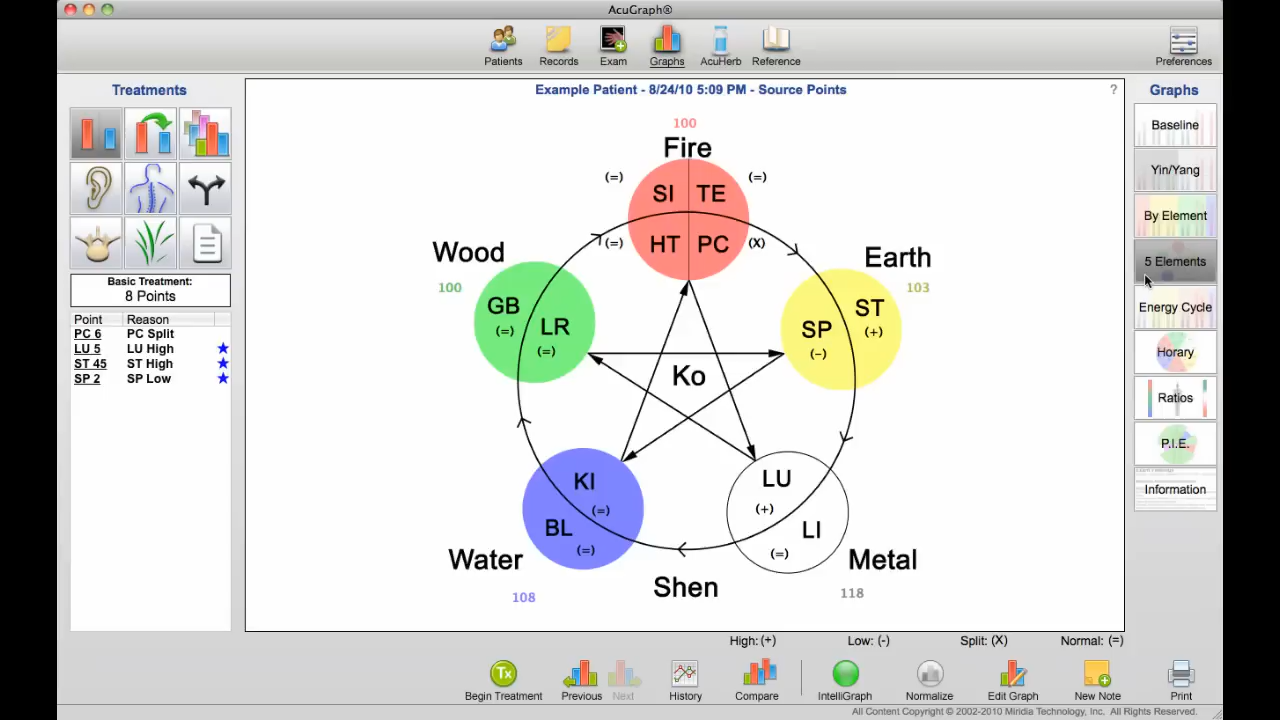 AcuGraph®
Patients
Records
Exam
Graphs
AcuHerb
Reference
Preferences
Treatments
Basic Treatment:
8 Points
Point Reason
PC 6 PC Split
LU 5 LU High
ST 45 ST High
SP 2 SP Low
Example Patient - 8/24/10 5:09 PM - Source Points
?
100
Fire
(=) SI TE (=)
(=) HT PC (X)
Wood
100
GB
(=)
LR
(=)
Earth
103
ST
(+)
SP
(-)
Ko
KI
(=)
BL
(=)
Water
108
LU
(+)
LI
(=)
Metal
118
Shen
High: (+) Low: (-) Split: (X) Normal: (=)
Graphs
Baseline
Yin/Yang
By Element
5 Elements
Energy Cycle
Horary
Ratios
P.I.E.
Information
Tx
Begin Treatment
Previous
Next
History
Compare
IntelliGraph
Normalize
Edit Graph
New Note
Print
All Content Copyright © 2002-2010 Miridia Technology, Inc. All Rights Reserved.